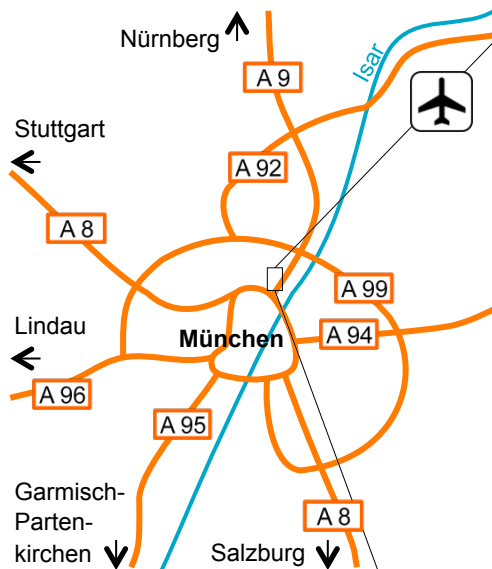 Nürnberg
A 9
Isar
Stuttgart
A 92
A 8
A 99
Lindau
München
A 94
A 96
A 95
Garmisch-
Parten-
kirchen
A 8
Salzburg